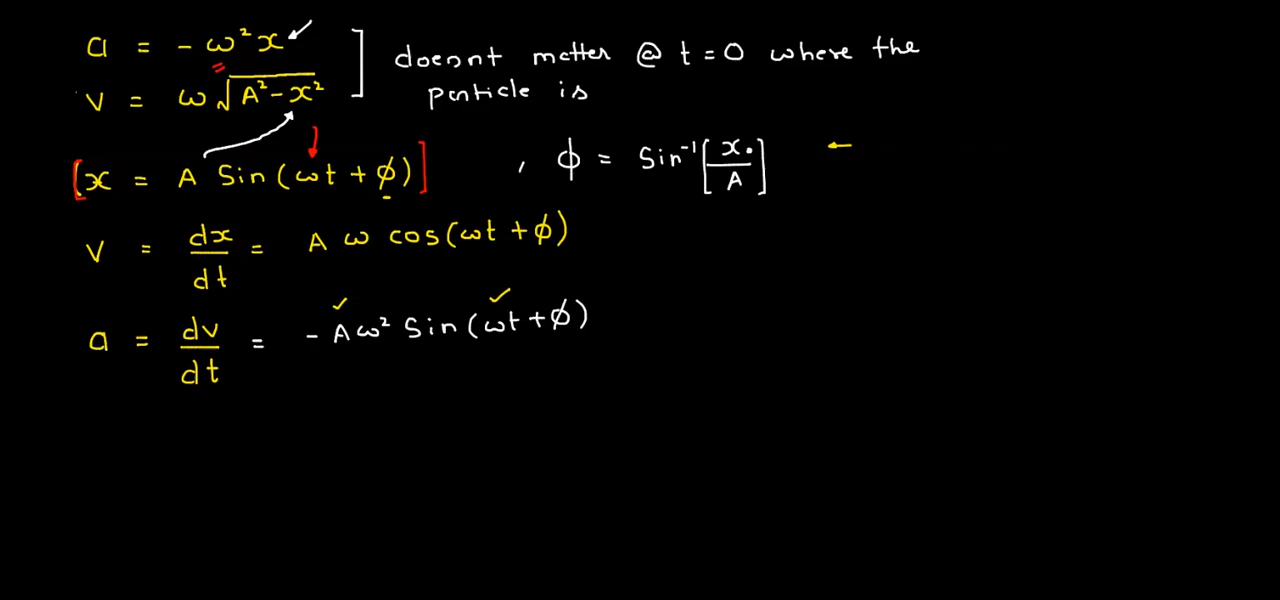 a = - ω²x
doesnt matter @ t = 0 where the
v = ω√(A² - x²)
particle is
[x = A Sin(ωt + φ)] , φ = Sin⁻¹[x₀/A] ←
v = dx/dt = A ω cos(ωt + φ)
a = dv/dt = - Aω² Sin(ωt + φ)